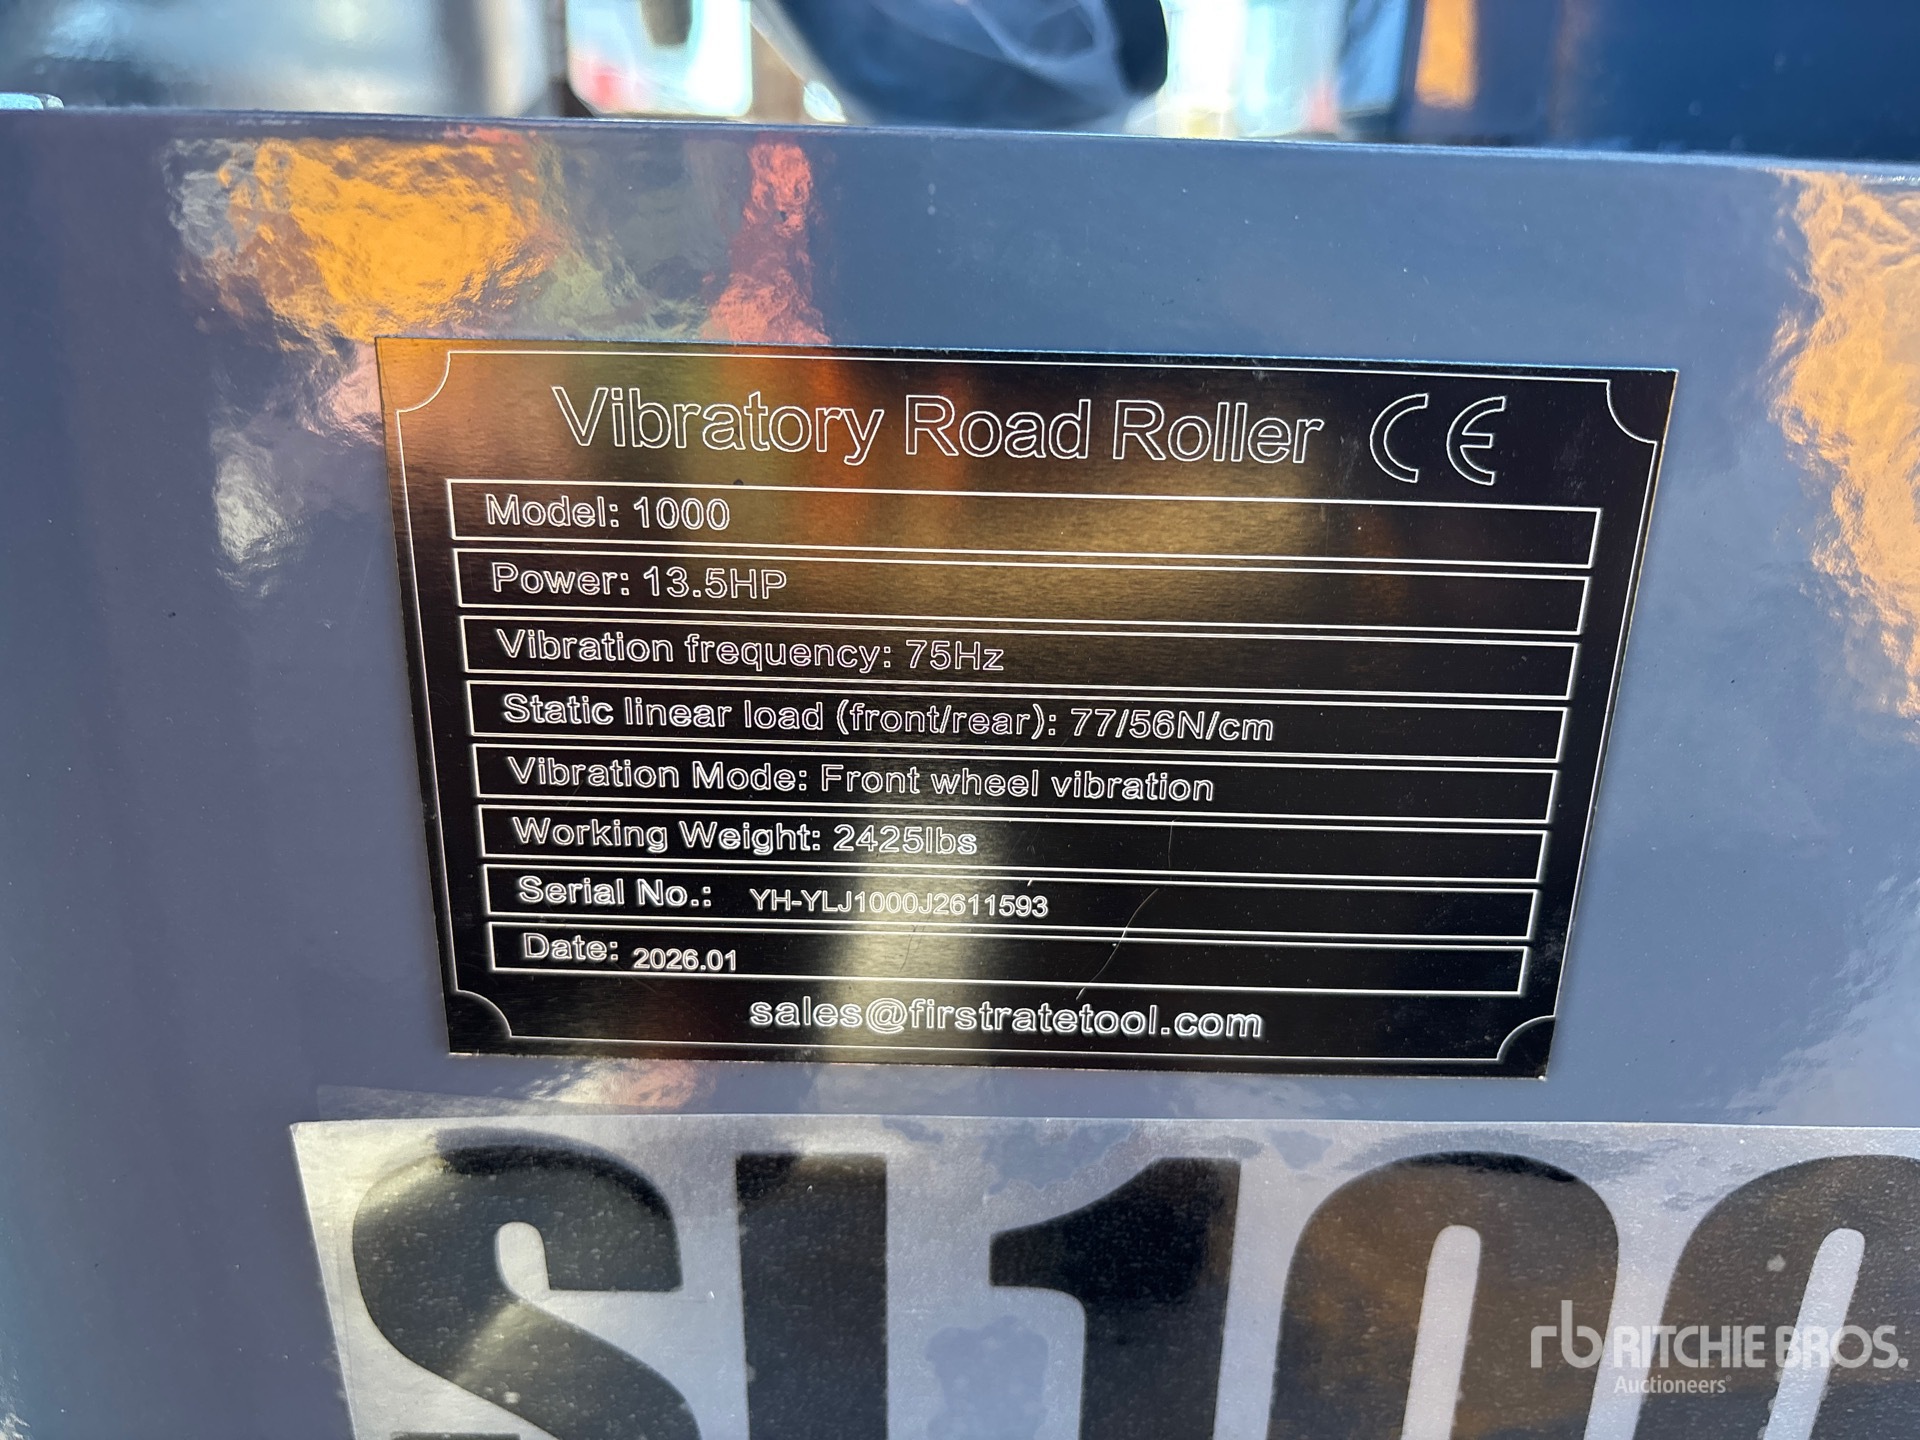 Vibratory Road Roller CE
Model: 1000
Power: 13.5HP
Vibration frequency: 75Hz
Static linear load (front/rear): 77/56N/cm
Vibration Mode: Front wheel vibration
Working Weight: 2425lbs
Serial No.: YH-YLJ1000J2611593
Date: 2026.01
sales@firstratetool.com
rb RITCHIE BROS.
Auctioneers